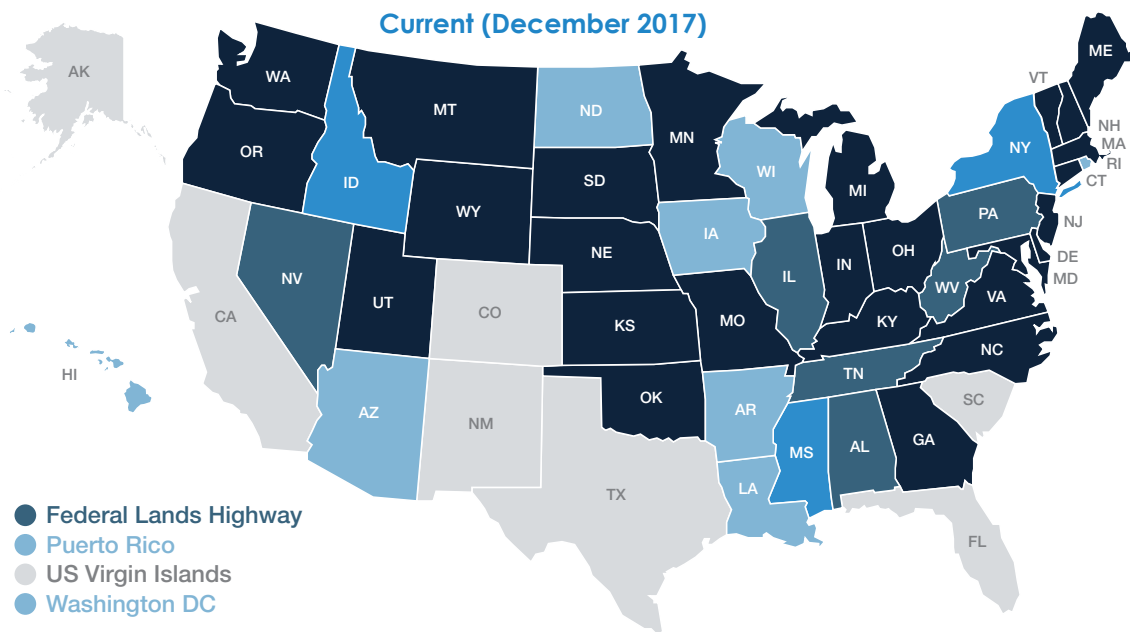 Current (December 2017)
AK
WA
MT
ND
MN
ME
VT
NH
MA
RI
CT
NY
OR
ID
SD
WI
MI
WY
PA
NJ
NE
IA
OH
DE
MD
NV
IL
IN
WV
VA
UT
CO
CA
KS
MO
KY
HI
NC
TN
AZ
NM
OK
AR
SC
MS
AL
GA
LA
TX
FL
Federal Lands Highway
Puerto Rico
US Virgin Islands
Washington DC